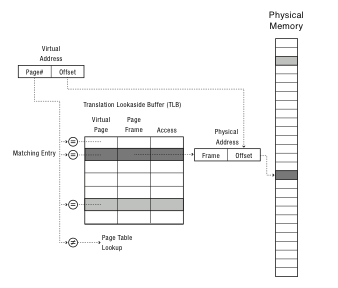 Physical
Memory
Virtual
Address
Page# Offset
Translation Lookaside Buffer (TLB)
Virtual
Page
Page
Frame
Access
Physical
Address
Matching Entry
Frame Offset
=
=
=
≠
Page Table
Lookup